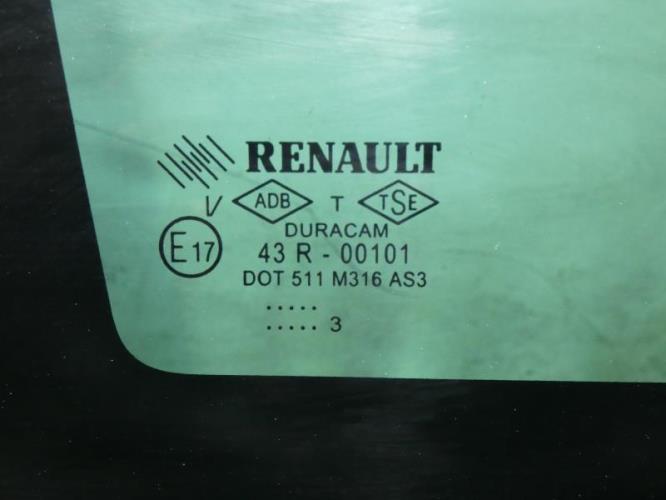 RENAULT
V ADB T TSE
DURACAM
E17 43 R - 00101
DOT 511 M316 AS3
.....
..... 3